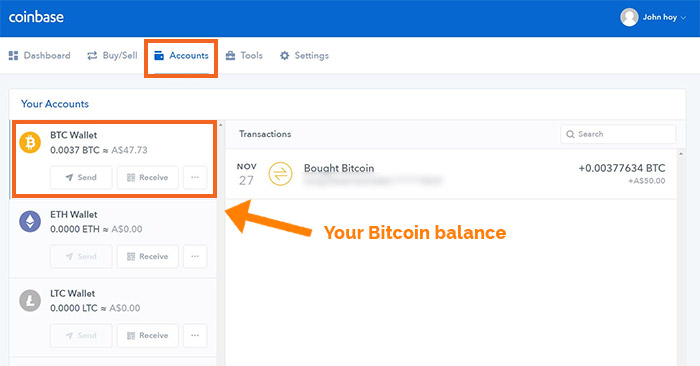 coinbase
John hoy
Dashboard
Buy/Sell
Accounts
Tools
Settings
Your Accounts
BTC Wallet
0.0037 BTC ≈ A$47.73
Send
Receive
...
ETH Wallet
0.0000 ETH ≈ A$0.00
Send
Receive
...
LTC Wallet
0.0000 LTC ≈ A$0.00
Send
Receive
...
Transactions
Search
NOV
27
Bought Bitcoin
+0.00377634 BTC
+A$50.00
Your Bitcoin balance